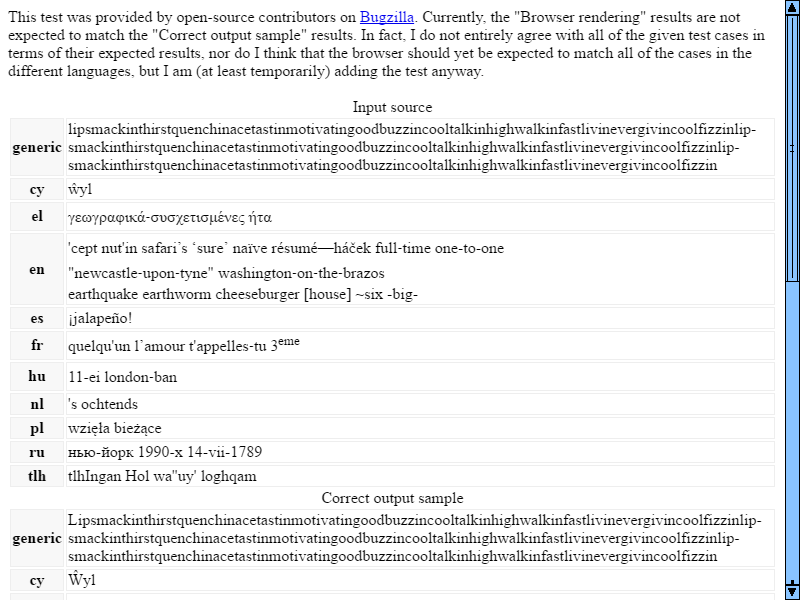 This test was provided by open-source contributors on Bugzilla. Currently, the "Browser rendering" results are not
expected to match the "Correct output sample" results. In fact, I do not entirely agree with all of the given test cases in
terms of their expected results, nor do I think that the browser should yet be expected to match all of the cases in the
different languages, but I am (at least temporarily) adding the test anyway.
Input source
generic lipsmackinthirstquenchinacetastinmotivatingoodbuzzincooltalkinhighwalkinfastlivinevergivincoolfizzinlip-
smackinthirstquenchinacetastinmotivatingoodbuzzincooltalkinhighwalkinfastlivinevergivincoolfizzinlip-
smackinthirstquenchinacetastinmotivatingoodbuzzincooltalkinhighwalkinfastlivinevergivincoolfizzin
cy ŵyl
el γεωγραφικά-συσχετισμένες ήτα
en 'cept nut'in safari’s ‘sure’ naïve résumé—háček full-time one-to-one
"newcastle-upon-tyne" washington-on-the-brazos
earthquake earthworm cheeseburger [house] ~six -big-
es ¡jalapeño!
fr quelqu'un l’amour t'appelles-tu 3eme
hu 11-ei london-ban
nl 's ochtends
pl wzięła bieżące
ru нью-йорк 1990-х 14-vii-1789
tlh tlhIngan Hol wa''uy' loghqam
Correct output sample
generic Lipsmackinthirstquenchinacetastinmotivatingoodbuzzincooltalkinhighwalkinfastlivinevergivincoolfizzinlip-
smackinthirstquenchinacetastinmotivatingoodbuzzincooltalkinhighwalkinfastlivinevergivincoolfizzinlip-
smackinthirstquenchinacetastinmotivatingoodbuzzincooltalkinhighwalkinfastlivinevergivincoolfizzin
cy Ŵyl